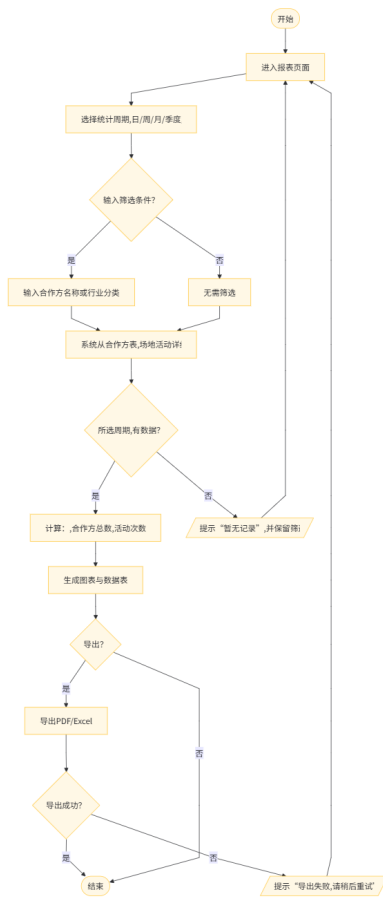 开始
进入报表页面
选择统计周期,日/周/月/季度
输入筛选条件?
是
否
输入合作方名称或行业分类
无需筛选
系统从合作方表,场地活动详
所选周期,有数据?
是
否
计算：,合作方总数,活动次数
提示“暂无记录”,并保留筛
生成图表与数据表
导出?
是
否
导出PDF/Excel
导出成功?
是
否
结束
提示“导出失败,请稍后重试”